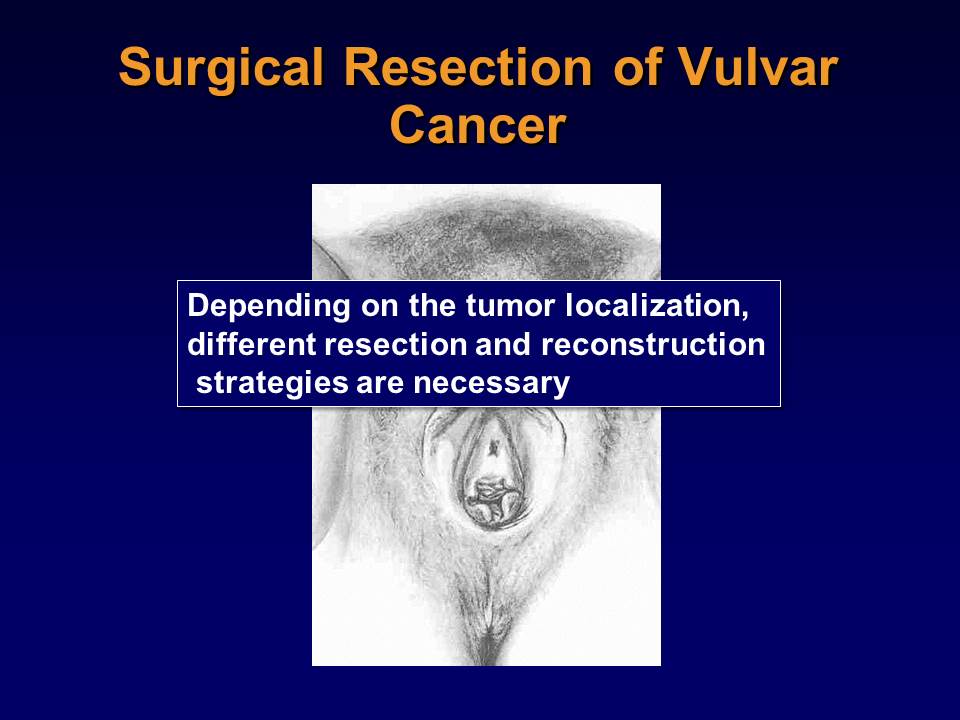 Surgical Resection of Vulvar
Cancer
Depending on the tumor localization,
different resection and reconstruction
strategies are necessary